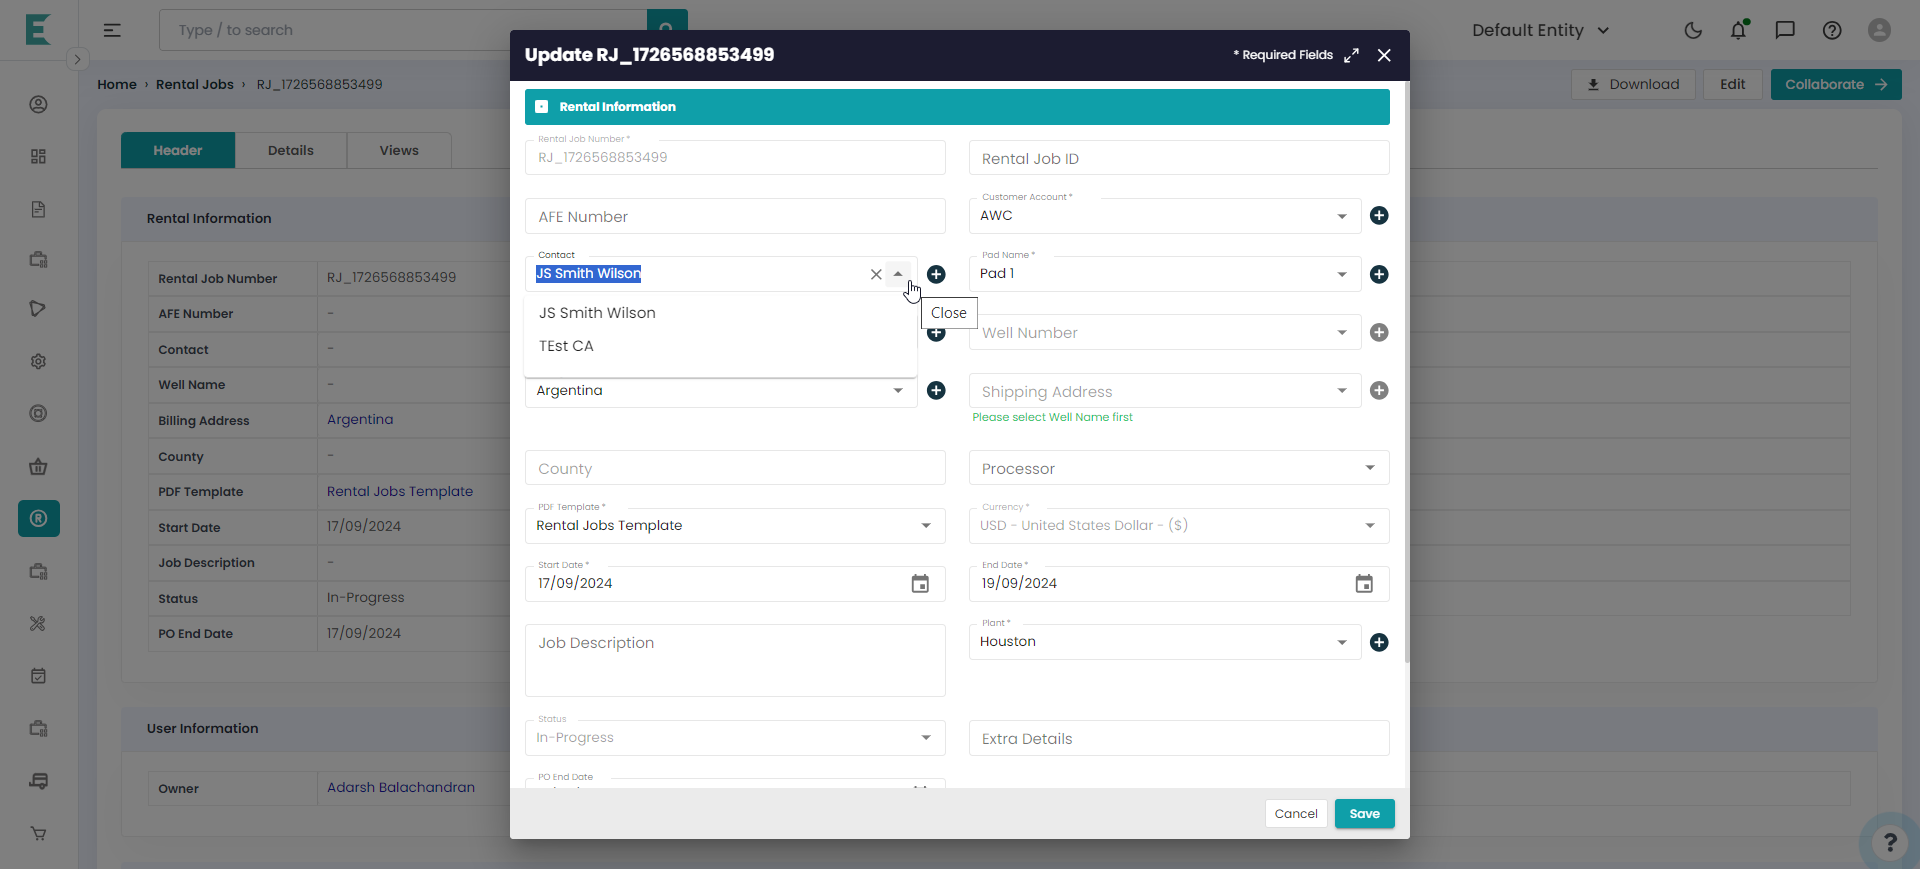 Type / to search
Default Entity
Home › Rental Jobs › RJ_1726568853499
Download
Edit
Collaborate
Header
Details
Views
Rental Information
Rental Job Number
RJ_1726568853499
AFE Number
-
Contact
-
Well Name
-
Billing Address
Argentina
County
-
PDF Template
Rental Jobs Template
Start Date
17/09/2024
Job Description
-
Status
In-Progress
PO End Date
17/09/2024
User Information
Owner
Adarsh Balachandran
Update RJ_1726568853499
* Required Fields
Rental Information
Rental Job Number *
RJ_1726568853499
Rental Job ID
AFE Number
Customer Account *
AWC
Contact
JS Smith Wilson
Pad Name *
Pad 1
JS Smith Wilson
TEst CA
Close
Well Number
Argentina
Shipping Address
Please select Well Name first
County
Processor
PDF Template *
Rental Jobs Template
Currency *
USD - United States Dollar - ($)
Start Date *
17/09/2024
End Date *
19/09/2024
Job Description
Plant *
Houston
Status
In-Progress
Extra Details
PO End Date
Cancel
Save
?